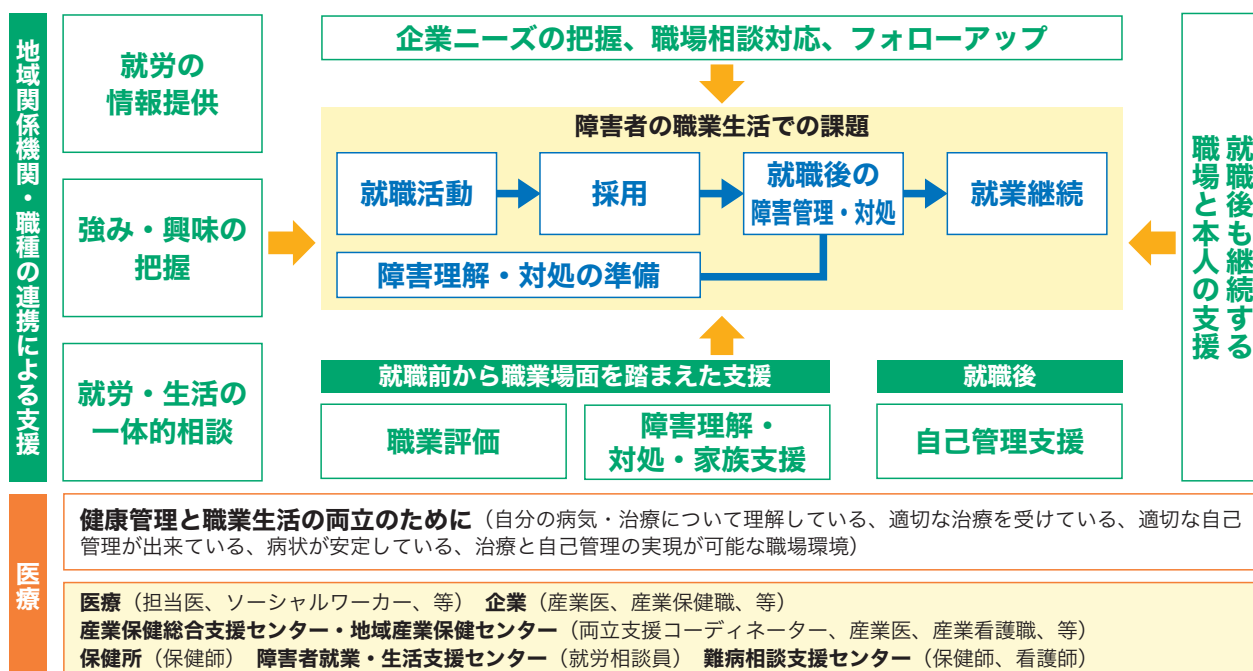 地域関係機関・職種の連携による支援
就労の
情報提供
強み・興味の
把握
就労・生活の
一体的相談
企業ニーズの把握、職場相談対応、フォローアップ
障害者の職業生活での課題
就職活動
採用
就職後の
障害管理・対処
就業継続
障害理解・対処の準備
就職前から職業場面を踏まえた支援
職業評価
障害理解・
対処・家族支援
就職後
自己管理支援
就職後も継続する
職場と本人の支援
医療
健康管理と職業生活の両立のために（自分の病気・治療について理解している、適切な治療を受けている、適切な自己
管理が出来ている、病状が安定している、治療と自己管理の実現が可能な職場環境）
医療（担当医、ソーシャルワーカー、等） 企業（産業医、産業保健職、等）
産業保健総合支援センター・地域産業保健センター（両立支援コーディネーター、産業医、産業看護職、等）
保健所（保健師） 障害者就業・生活支援センター（就労相談員） 難病相談支援センター（保健師、看護師）